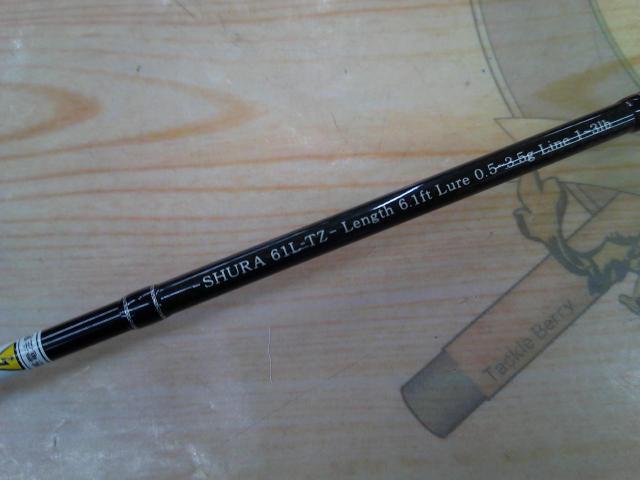 -SHURA 61L-TZ- Length 6.1ft Lure 0.5~3.5g Line 1~3lb
Tackle Berry